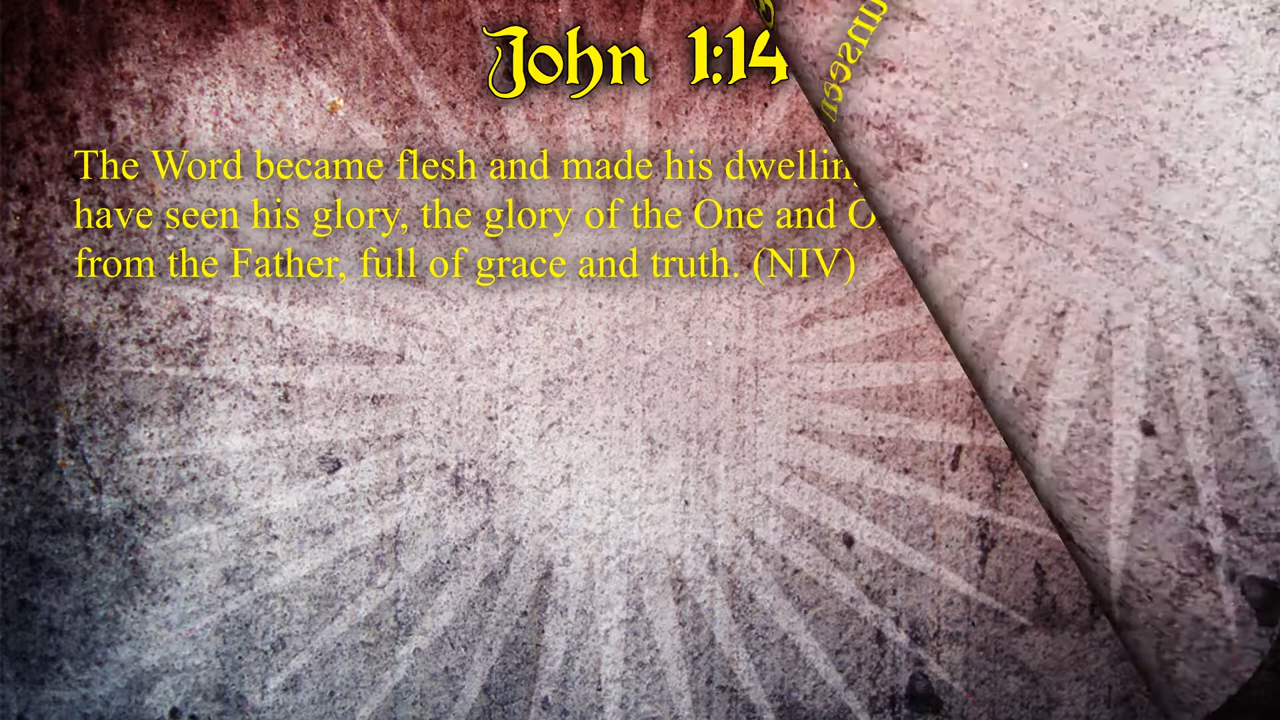 John 1:14
unseen
The Word became flesh and made his
have seen his glory, the glory of the One and
from the Father, full of grace and truth. (NIV)